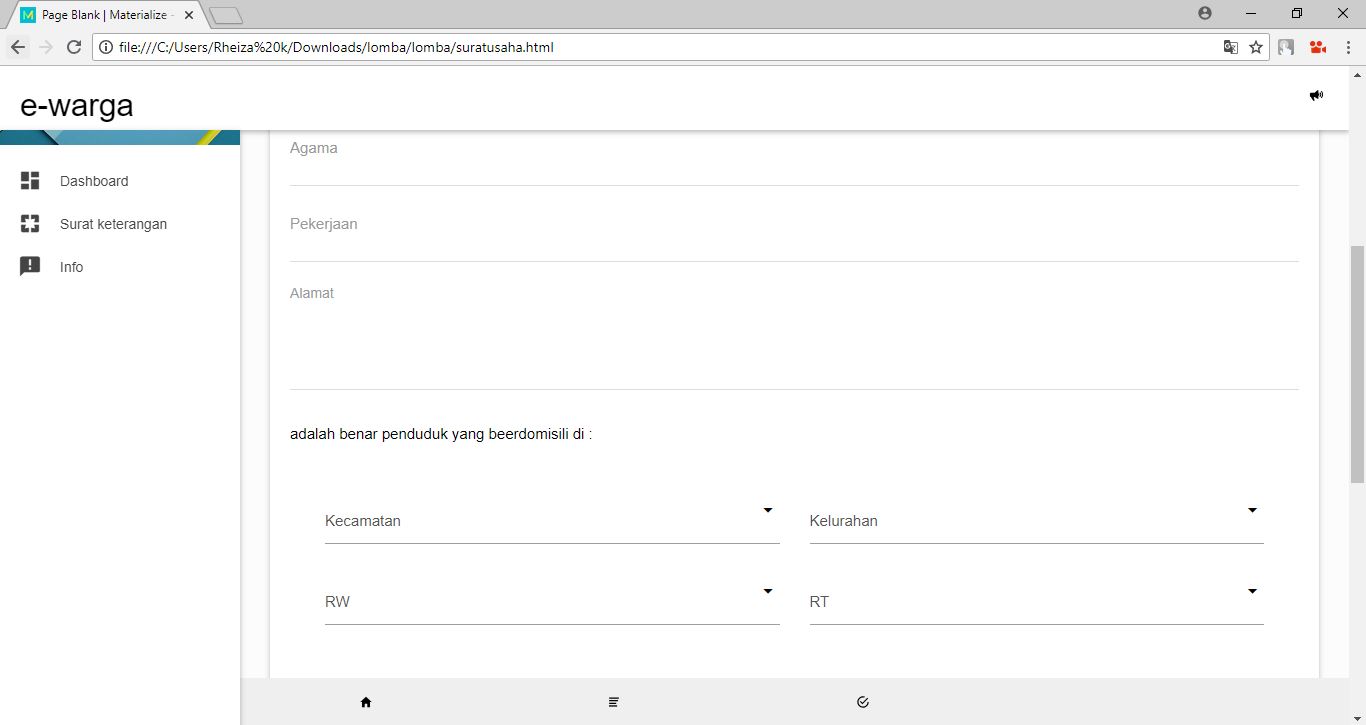 Page Blank | Materialize -
file:///C:/Users/Rheiza%20k/Downloads/lomba/lomba/suratusaha.html
e-warga
Dashboard
Surat keterangan
Info
Agama
Pekerjaan
Alamat
adalah benar penduduk yang beerdomisili di :
Kecamatan
Kelurahan
RW
RT